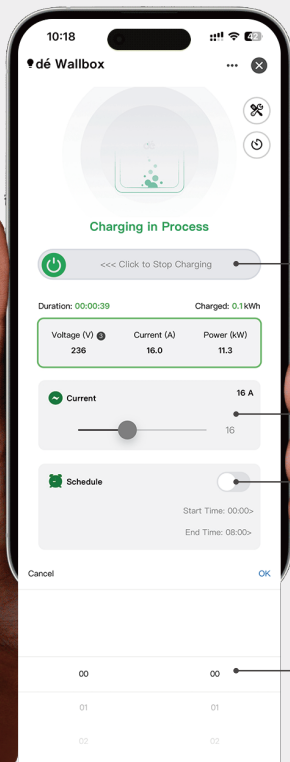 10:18
42
dé Wallbox
Charging in Process
<<< Click to Stop Charging
Duration: 00:00:39
Charged: 0.1kWh
Voltage (V) 3
Current (A)
Power (kW)
236
16.0
11.3
Current
16 A
16
Schedule
Start Time: 00:00>
End Time: 08:00>
Cancel
OK
00
00
01
01
02
02